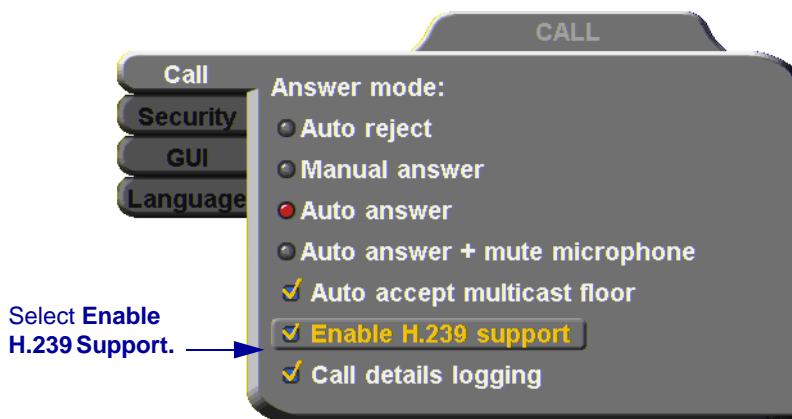 CALL
Call
Security
GUI
Language
Answer mode:
Auto reject
Manual answer
Auto answer
Auto answer + mute microphone
Auto accept multicast floor
Enable H.239 support
Call details logging
Select Enable
H.239 Support.